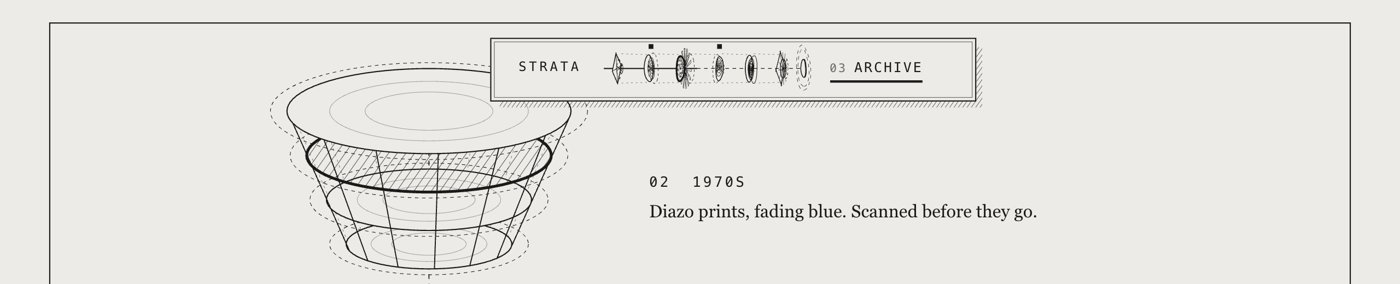 STRATA
03 ARCHIVE
02 1970S
Diazo prints, fading blue. Scanned before they go.